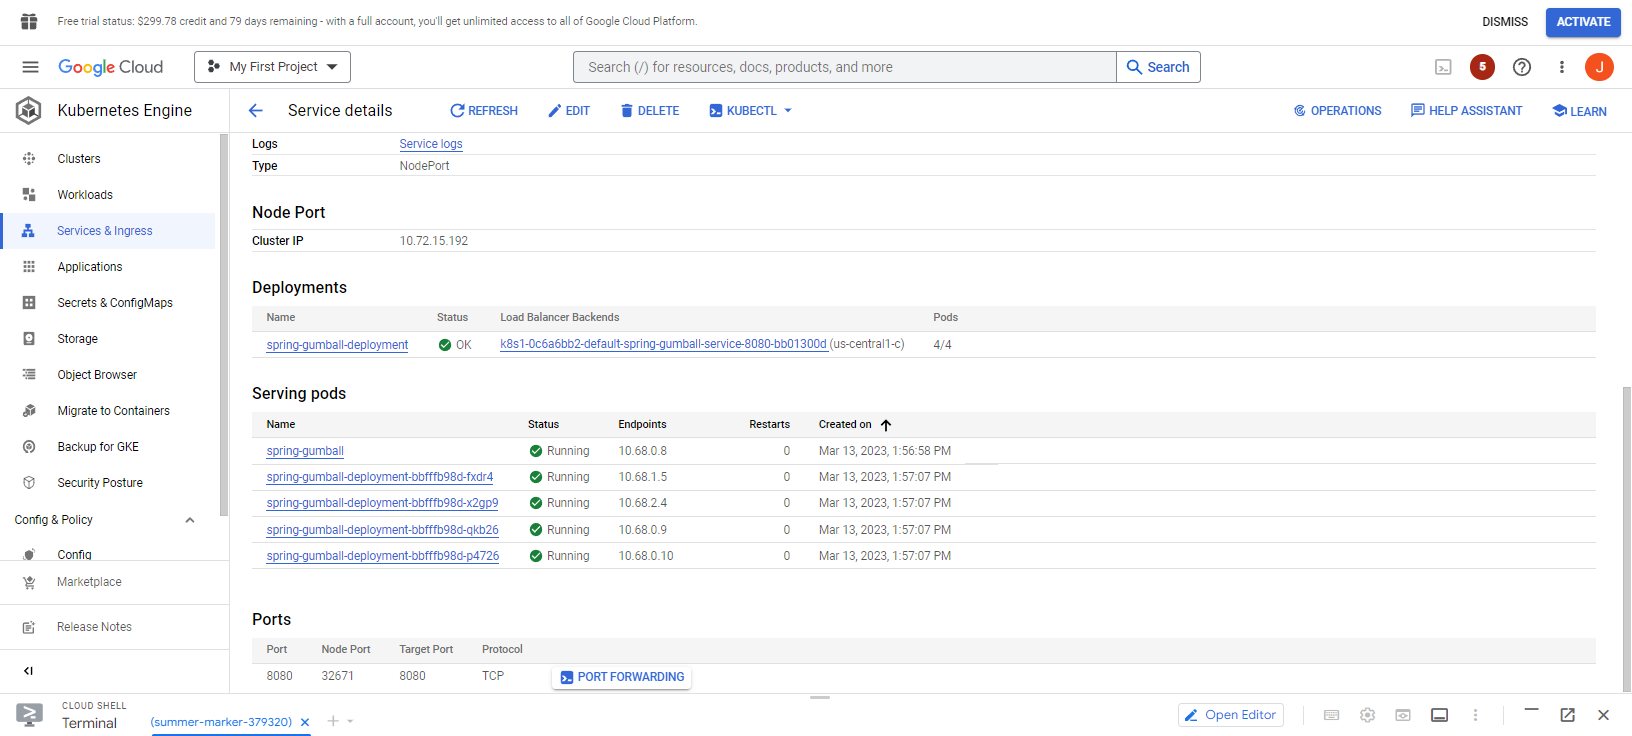 Free trial status: $299.78 credit and 79 days remaining - with a full account, you'll get unlimited access to all of Google Cloud Platform.
DISMISS
ACTIVATE
Google Cloud
My First Project
Search (/) for resources, docs, products, and more
Search
5
J
Kubernetes Engine
Service details
REFRESH
EDIT
DELETE
KUBECTL
OPERATIONS
HELP ASSISTANT
LEARN
Clusters
Workloads
Services & Ingress
Applications
Secrets & ConfigMaps
Storage
Object Browser
Migrate to Containers
Backup for GKE
Security Posture
Config & Policy
Config
Marketplace
Release Notes
Logs Service logs
Type NodePort
Node Port
Cluster IP 10.72.15.192
Deployments
Name Status Load Balancer Backends Pods
spring-gumball-deployment OK k8s1-0c6a6bb2-default-spring-gumball-service-8080-bb01300d (us-central1-c) 4/4
Serving pods
Name Status Endpoints Restarts Created on
spring-gumball Running 10.68.0.8 0 Mar 13, 2023, 1:56:58 PM
spring-gumball-deployment-bbfffb98d-fxdr4 Running 10.68.1.5 0 Mar 13, 2023, 1:57:07 PM
spring-gumball-deployment-bbfffb98d-x2gp9 Running 10.68.2.4 0 Mar 13, 2023, 1:57:07 PM
spring-gumball-deployment-bbfffb98d-qkb26 Running 10.68.0.9 0 Mar 13, 2023, 1:57:07 PM
spring-gumball-deployment-bbfffb98d-p4726 Running 10.68.0.10 0 Mar 13, 2023, 1:57:07 PM
Ports
Port Node Port Target Port Protocol
8080 32671 8080 TCP PORT FORWARDING
CLOUD SHELL
Terminal
(summer-marker-379320)
Open Editor